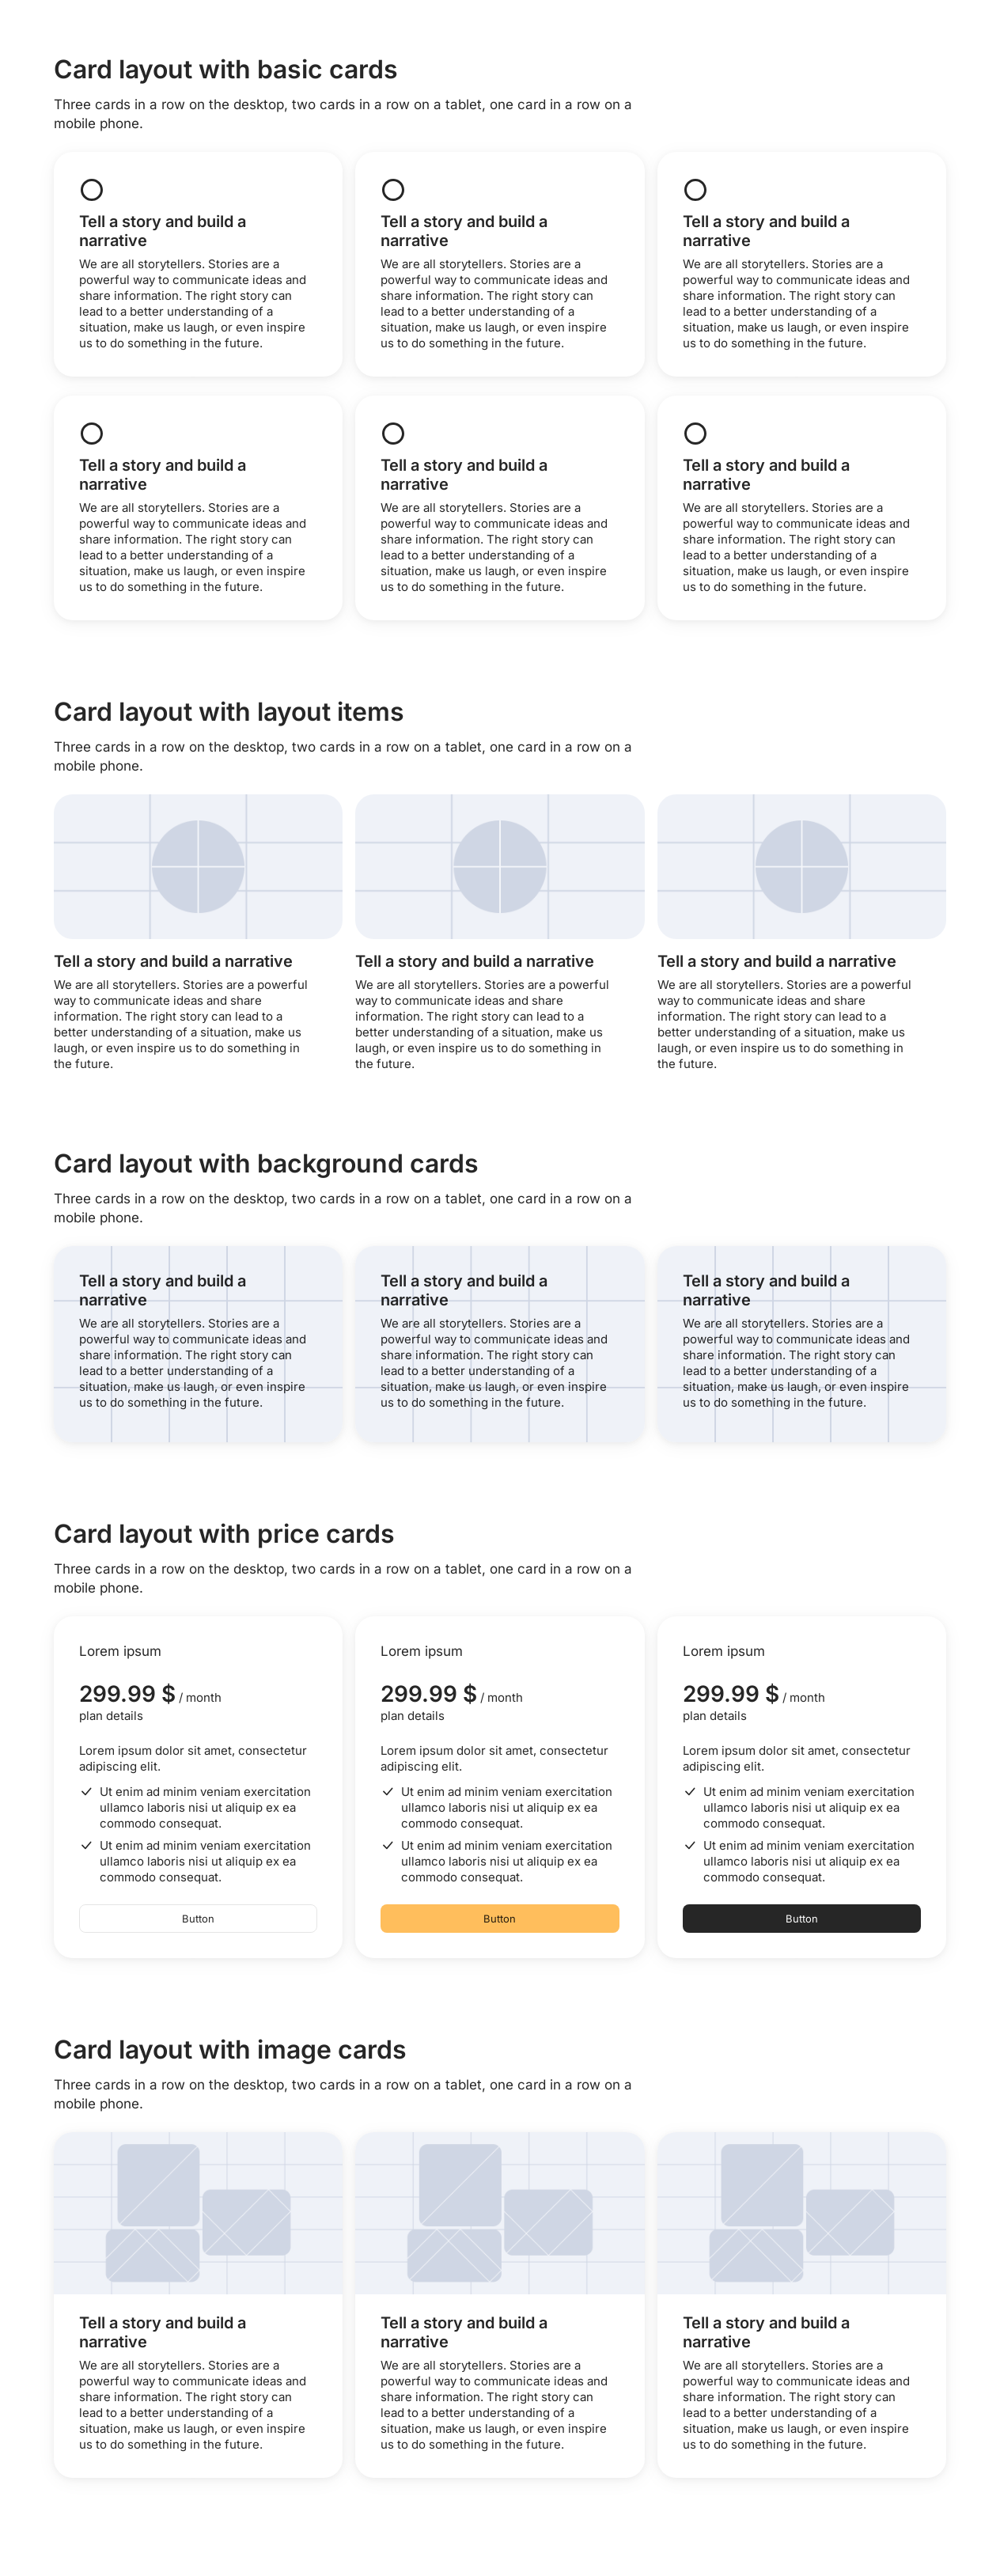 Card layout with basic cards
Three cards in a row on the desktop, two cards in a row on a tablet, one card in a row on a
mobile phone.
Tell a story and build a
narrative
We are all storytellers. Stories are a
powerful way to communicate ideas and
share information. The right story can
lead to a better understanding of a
situation, make us laugh, or even inspire
us to do something in the future.
Tell a story and build a
narrative
We are all storytellers. Stories are a
powerful way to communicate ideas and
share information. The right story can
lead to a better understanding of a
situation, make us laugh, or even inspire
us to do something in the future.
Tell a story and build a
narrative
We are all storytellers. Stories are a
powerful way to communicate ideas and
share information. The right story can
lead to a better understanding of a
situation, make us laugh, or even inspire
us to do something in the future.
Tell a story and build a
narrative
We are all storytellers. Stories are a
powerful way to communicate ideas and
share information. The right story can
lead to a better understanding of a
situation, make us laugh, or even inspire
us to do something in the future.
Tell a story and build a
narrative
We are all storytellers. Stories are a
powerful way to communicate ideas and
share information. The right story can
lead to a better understanding of a
situation, make us laugh, or even inspire
us to do something in the future.
Tell a story and build a
narrative
We are all storytellers. Stories are a
powerful way to communicate ideas and
share information. The right story can
lead to a better understanding of a
situation, make us laugh, or even inspire
us to do something in the future.
Card layout with layout items
Three cards in a row on the desktop, two cards in a row on a tablet, one card in a row on a
mobile phone.
Tell a story and build a narrative
We are all storytellers. Stories are a powerful
way to communicate ideas and share
information. The right story can lead to a
better understanding of a situation, make us
laugh, or even inspire us to do something in
the future.
Tell a story and build a narrative
We are all storytellers. Stories are a powerful
way to communicate ideas and share
information. The right story can lead to a
better understanding of a situation, make us
laugh, or even inspire us to do something in
the future.
Tell a story and build a narrative
We are all storytellers. Stories are a powerful
way to communicate ideas and share
information. The right story can lead to a
better understanding of a situation, make us
laugh, or even inspire us to do something in
the future.
Card layout with background cards
Three cards in a row on the desktop, two cards in a row on a tablet, one card in a row on a
mobile phone.
Tell a story and build a
narrative
We are all storytellers. Stories are a
powerful way to communicate ideas and
share information. The right story can
lead to a better understanding of a
situation, make us laugh, or even inspire
us to do something in the future.
Tell a story and build a
narrative
We are all storytellers. Stories are a
powerful way to communicate ideas and
share information. The right story can
lead to a better understanding of a
situation, make us laugh, or even inspire
us to do something in the future.
Tell a story and build a
narrative
We are all storytellers. Stories are a
powerful way to communicate ideas and
share information. The right story can
lead to a better understanding of a
situation, make us laugh, or even inspire
us to do something in the future.
Card layout with price cards
Three cards in a row on the desktop, two cards in a row on a tablet, one card in a row on a
mobile phone.
Lorem ipsum
299.99 $ / month
plan details
Lorem ipsum dolor sit amet, consectetur
adipiscing elit.
Ut enim ad minim veniam exercitation
ullamco laboris nisi ut aliquip ex ea
commodo consequat.
Ut enim ad minim veniam exercitation
ullamco laboris nisi ut aliquip ex ea
commodo consequat.
Button
Lorem ipsum
299.99 $ / month
plan details
Lorem ipsum dolor sit amet, consectetur
adipiscing elit.
Ut enim ad minim veniam exercitation
ullamco laboris nisi ut aliquip ex ea
commodo consequat.
Ut enim ad minim veniam exercitation
ullamco laboris nisi ut aliquip ex ea
commodo consequat.
Button
Lorem ipsum
299.99 $ / month
plan details
Lorem ipsum dolor sit amet, consectetur
adipiscing elit.
Ut enim ad minim veniam exercitation
ullamco laboris nisi ut aliquip ex ea
commodo consequat.
Ut enim ad minim veniam exercitation
ullamco laboris nisi ut aliquip ex ea
commodo consequat.
Button
Card layout with image cards
Three cards in a row on the desktop, two cards in a row on a tablet, one card in a row on a
mobile phone.
Tell a story and build a
narrative
We are all storytellers. Stories are a
powerful way to communicate ideas and
share information. The right story can
lead to a better understanding of a
situation, make us laugh, or even inspire
us to do something in the future.
Tell a story and build a
narrative
We are all storytellers. Stories are a
powerful way to communicate ideas and
share information. The right story can
lead to a better understanding of a
situation, make us laugh, or even inspire
us to do something in the future.
Tell a story and build a
narrative
We are all storytellers. Stories are a
powerful way to communicate ideas and
share information. The right story can
lead to a better understanding of a
situation, make us laugh, or even inspire
us to do something in the future.